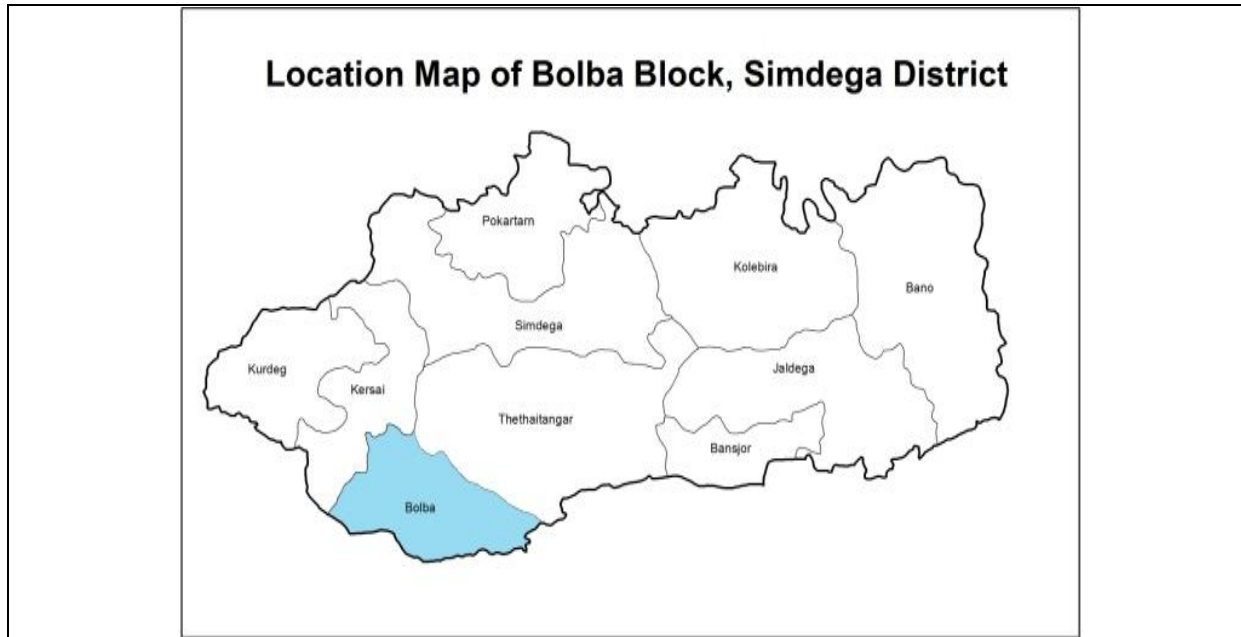 Location Map of Bolba Block, Simdega District
Pokartarn
Kolebira
Bano
Simdega
Kurdeg
Kersai
Jaldega
Thethaitangar
Bansjor
Bolba